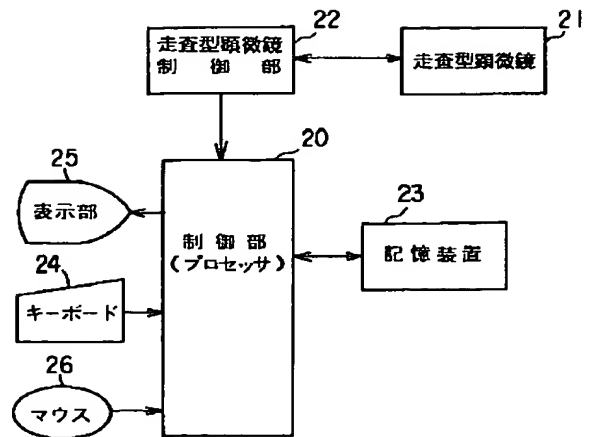 22
走査型顕微鏡
制御部
21
走査型顕微鏡
20
制御部
(プロセッサ)
25
表示部
23
記憶装置
24
キーボード
26
マウス